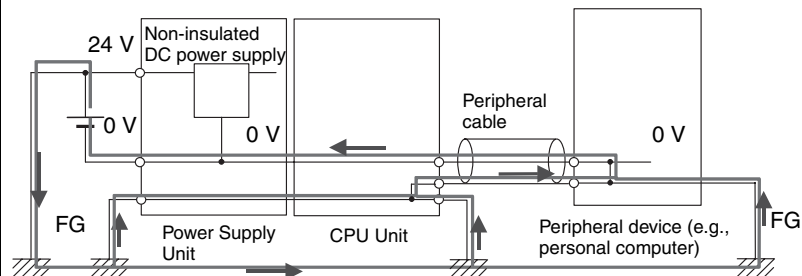 Non-insulated
DC power supply
24 V
0 V
0 V
Peripheral
cable
0 V
FG
Power Supply
Unit
CPU Unit
Peripheral device (e.g.,
personal computer)
FG